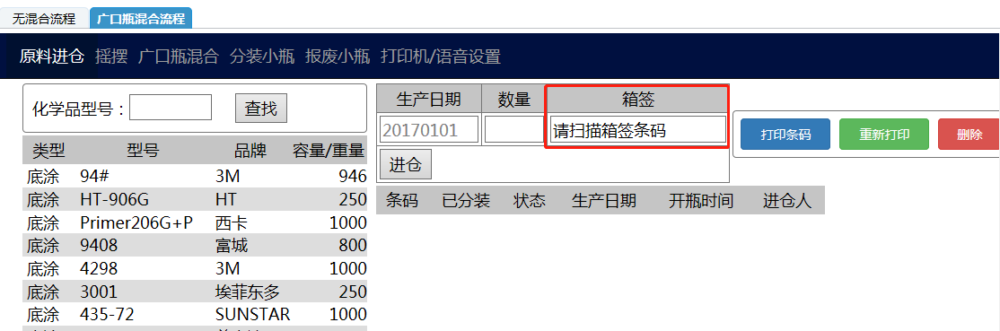 无混合流程 广口瓶混合流程
原料进仓 摇摆 广口瓶混合 分装小瓶 报废小瓶 打印机/语音设置
化学品型号： 查找
类型 型号 品牌 容量/重量
底涂 94# 3M 946
底涂 HT-906G HT 250
底涂 Primer206G+P 西卡 1000
底涂 9408 富城 800
底涂 4298 3M 1000
底涂 3001 埃菲东多 250
底涂 435-72 SUNSTAR 1000
生产日期 数量 箱签
20170101 请扫描箱签条码
进仓
打印条码 重新打印 删除
条码 已分装 状态 生产日期 开瓶时间 进仓人